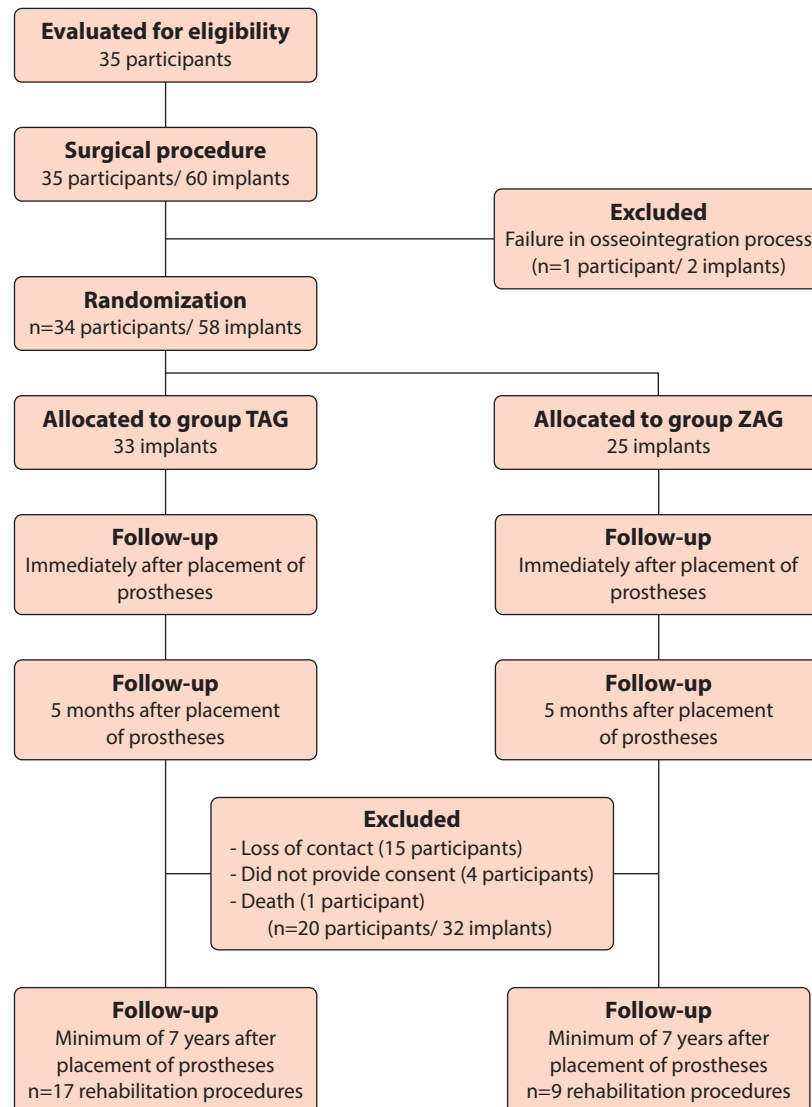 Evaluated for eligibility
35 participants
Surgical procedure
35 participants/ 60 implants
Excluded
Failure in osseointegration process
(n=1 participant/ 2 implants)
Randomization
n=34 participants/ 58 implants
Allocated to group TAG
33 implants
Allocated to group ZAG
25 implants
Follow-up
Immediately after placement of
prostheses
Follow-up
Immediately after placement of
prostheses
Follow-up
5 months after placement
of prostheses
Follow-up
5 months after placement
of prostheses
Excluded
- Loss of contact (15 participants)
- Did not provide consent (4 participants)
- Death (1 participant)
(n=20 participants/ 32 implants)
Follow-up
Minimum of 7 years after
placement of prostheses
n=17 rehabilitation procedures
Follow-up
Minimum of 7 years after
placement of prostheses
n=9 rehabilitation procedures